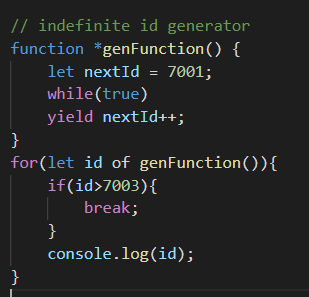 // indefinite id generator
function *genFunction() {
    let nextId = 7001;
    while(true)
    yield nextId++;
}
for(let id of genFunction()){
    if(id>7003){
        break;
    }
    console.log(id);
}